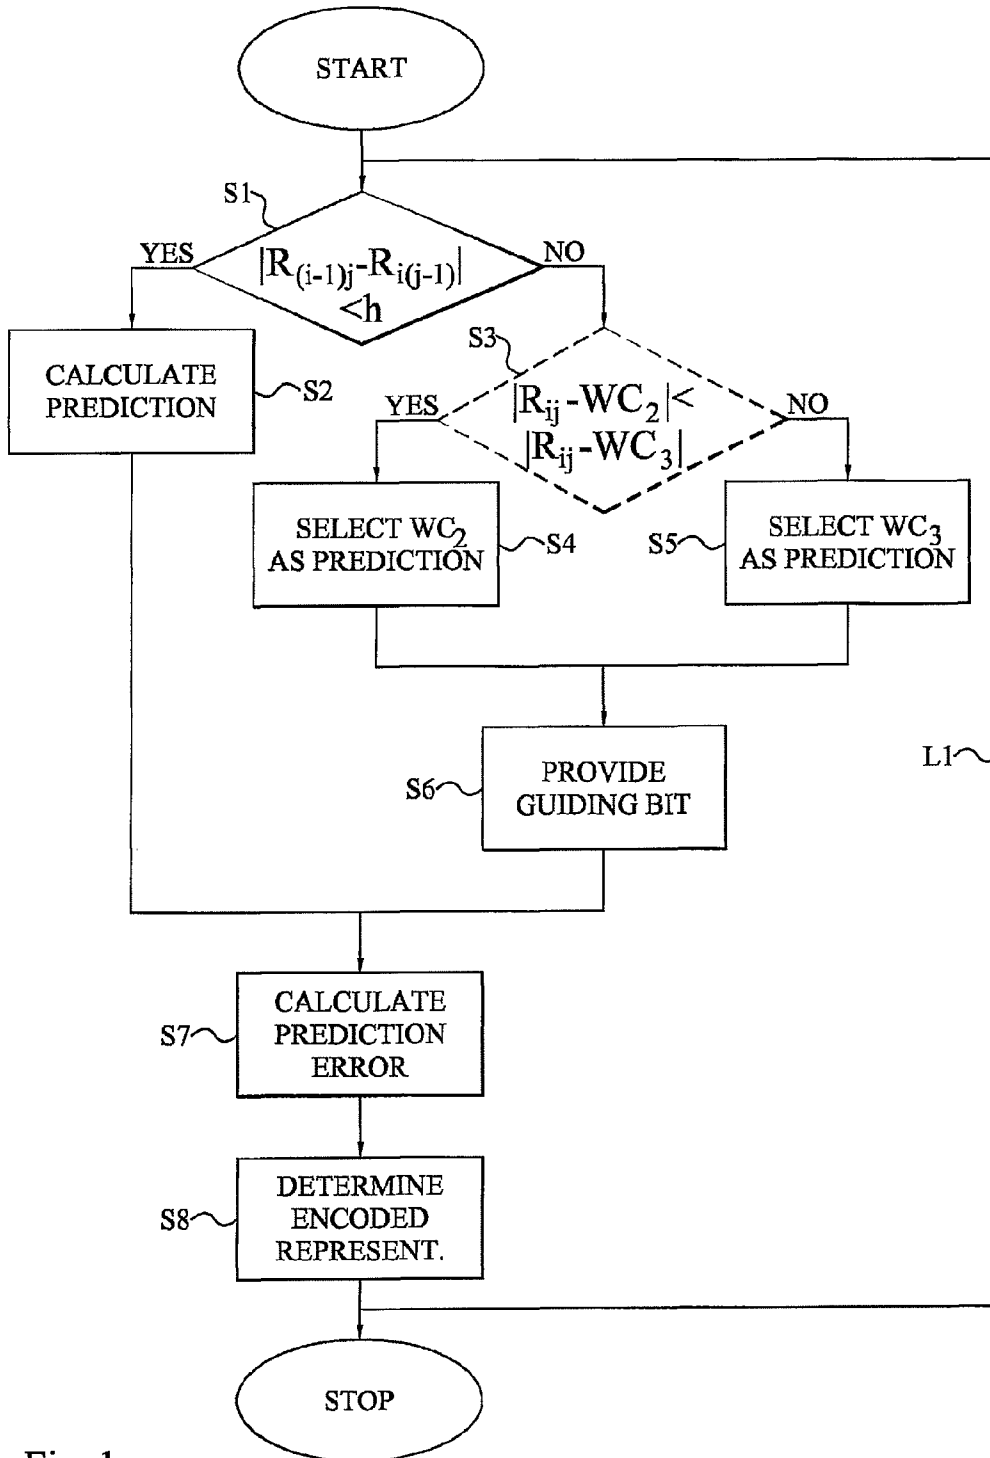 START
S1
YES
NO
|R(i-1)j-Ri(j-1)|
<h
CALCULATE
PREDICTION
S2
S3
YES
NO
|Rij-WC2|<
|Rij-WC3|
SELECT WC2
AS PREDICTION
S4
S5
SELECT WC3
AS PREDICTION
S6
PROVIDE
GUIDING BIT
L1
S7
CALCULATE
PREDICTION
ERROR
S8
DETERMINE
ENCODED
REPRESENT.
STOP